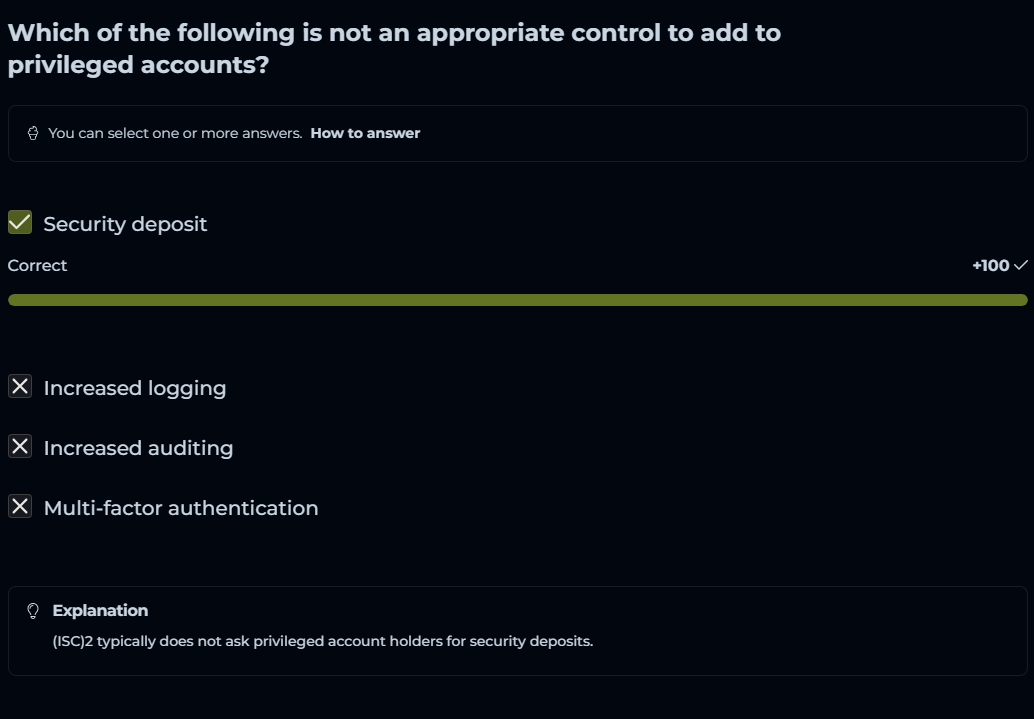 Which of the following is not an appropriate control to add to
privileged accounts?
You can select one or more answers. How to answer
Security deposit
Correct +100
Increased logging
Increased auditing
Multi-factor authentication
Explanation
(ISC)2 typically does not ask privileged account holders for security deposits.